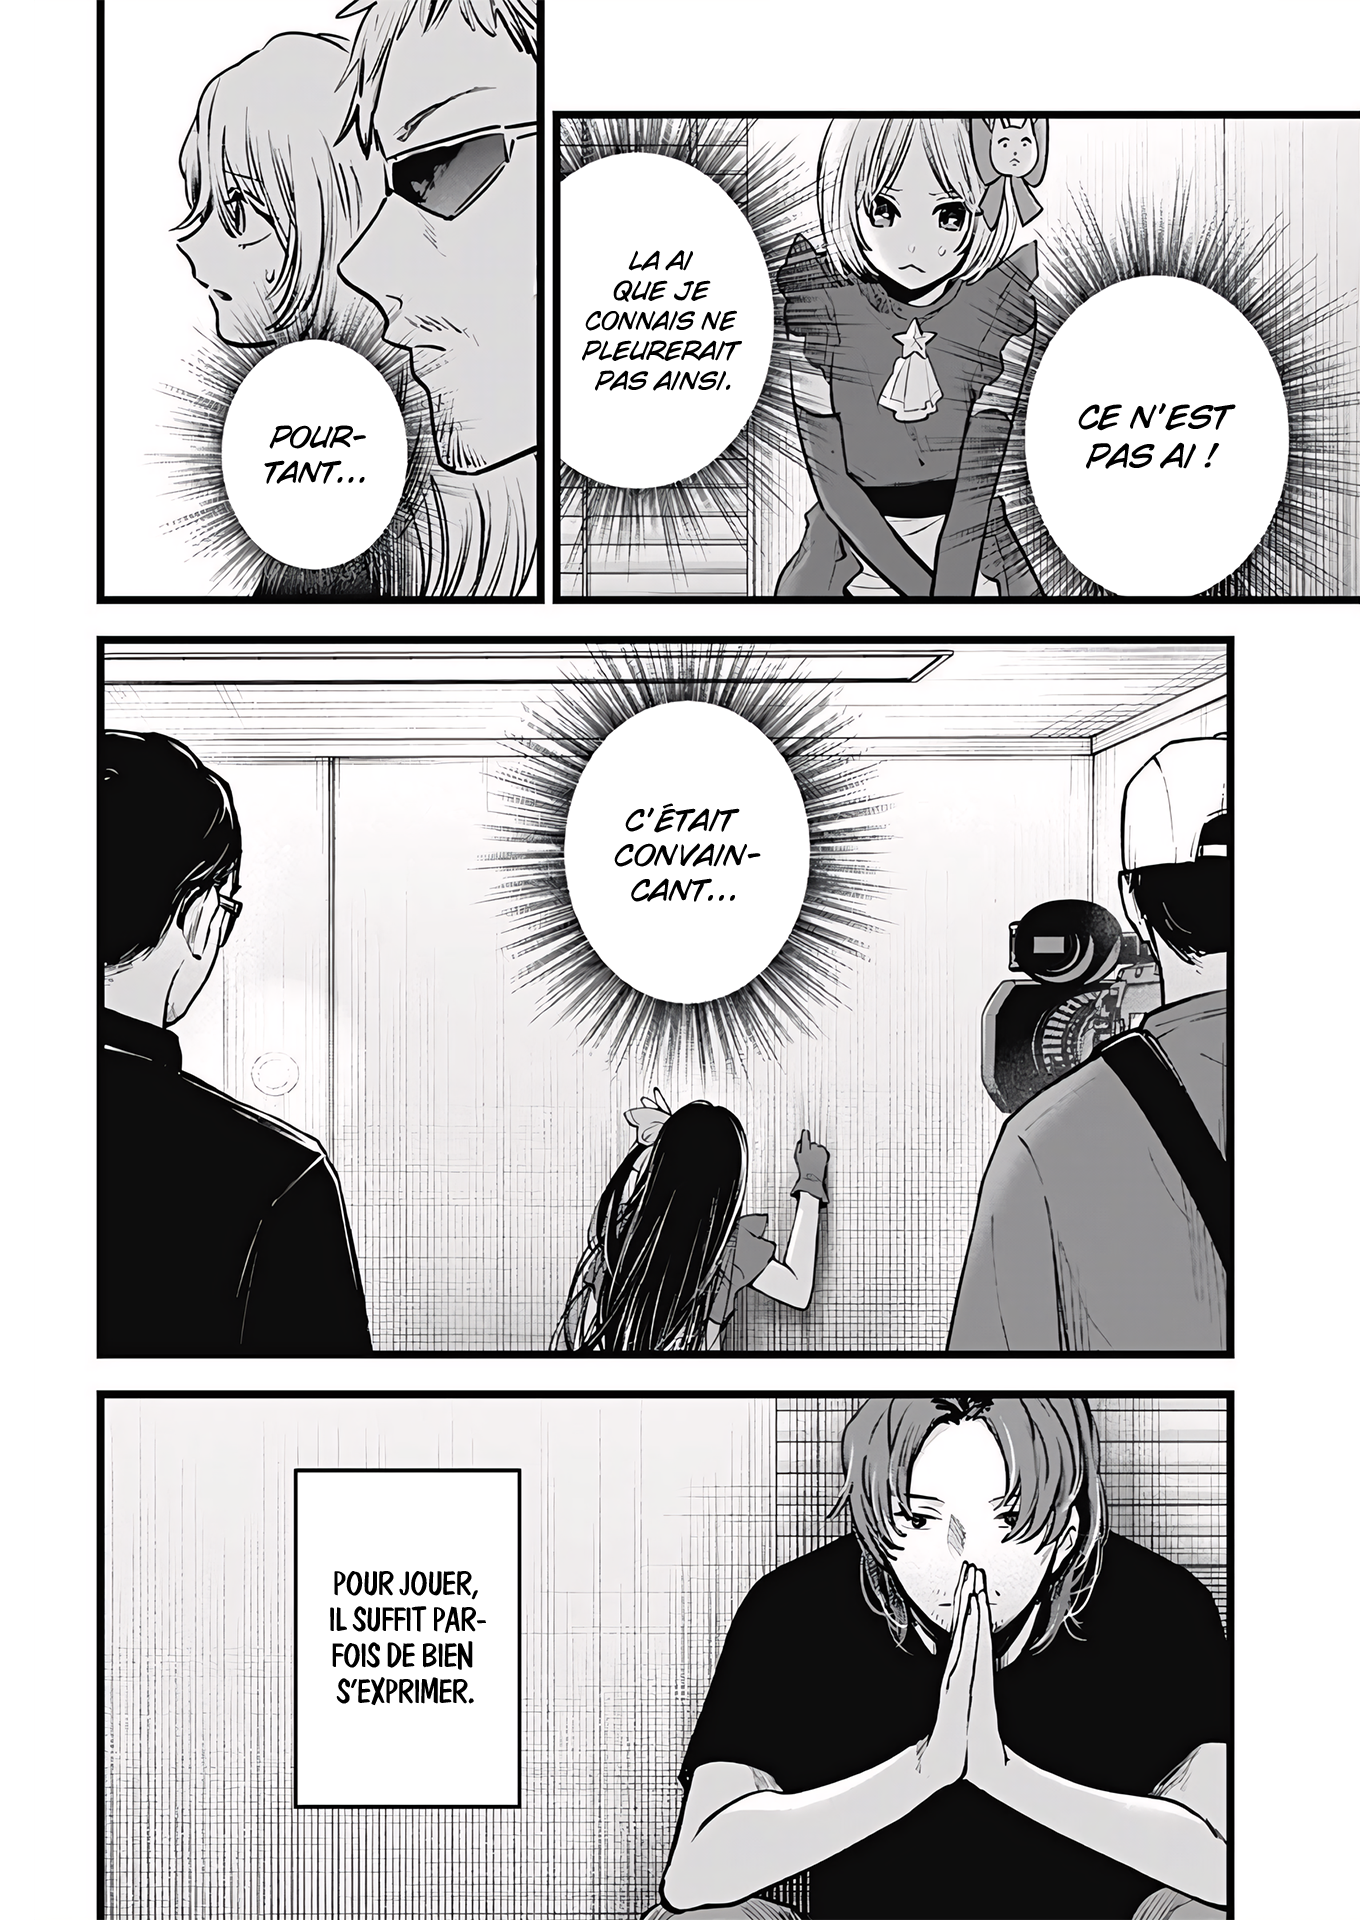 CE N'EST
PAS AI !
LA AI
QUE JE
CONNAIS NE
PLEURERAIT
PAS AINSI.
POUR-
TANT...
C'ÉTAIT
CONVAIN-
CANT...
POUR JOUER,
IL SUFFIT PAR-
FOIS DE BIEN
S'EXPRIMER.